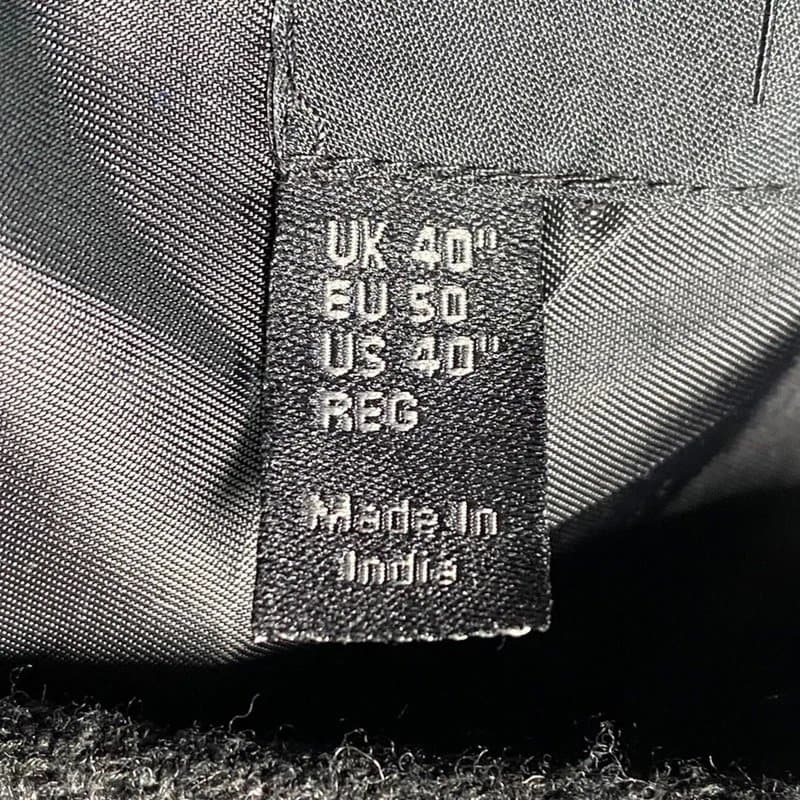 UK 40"
EU 50
US 40"
REG
Made In
India